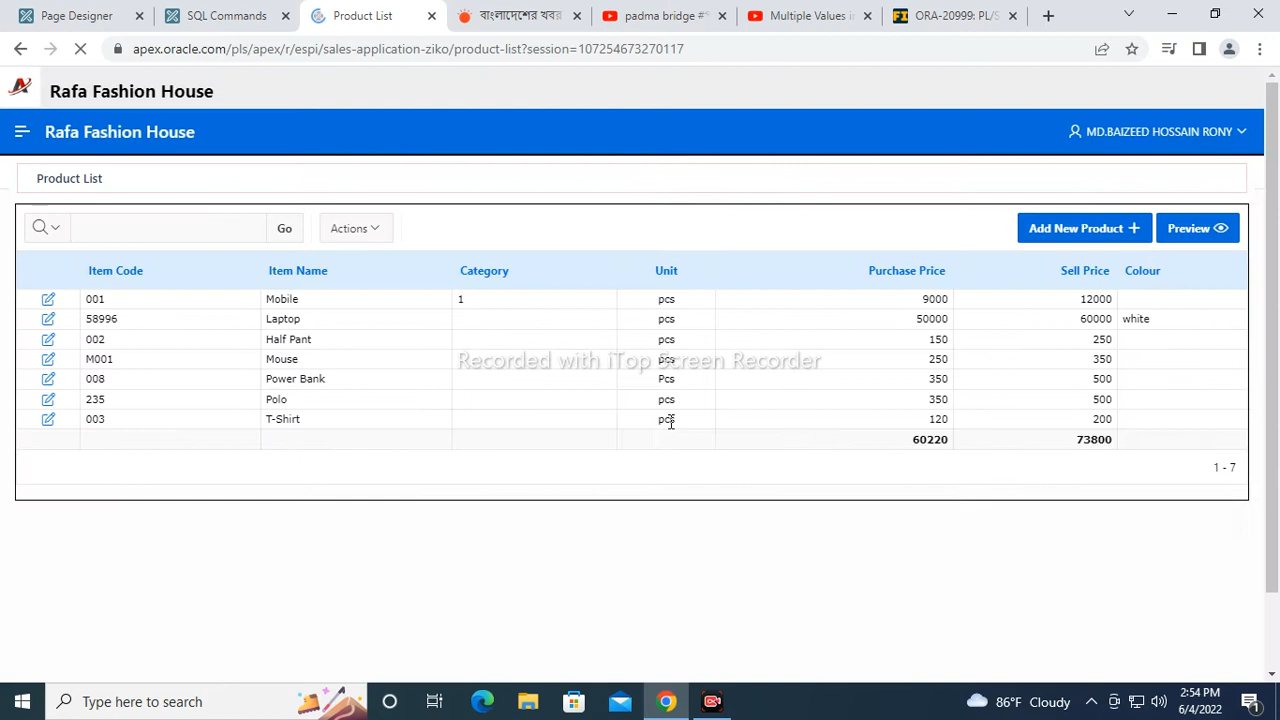 Page Designer
SQL Commands
Product List
বাংলাদেশের খবর
padma bridge #
Multiple Values i
ORA-20999: PL/S
apex.oracle.com/pls/apex/r/espi/sales-application-ziko/product-list?session=107254673270117
Rafa Fashion House
Rafa Fashion House
MD.BAIZEED HOSSAIN RONY
Product List
Go
Actions
Add New Product
Preview
Item Code Item Name Category Unit Purchase Price Sell Price Colour
001 Mobile 1 pcs 9000 12000
58996 Laptop pcs 50000 60000 white
002 Half Pant pcs 150 250
M001 Mouse pcs 250 350
Recorded with iTop Screen Recorder
008 Power Bank Pcs 350 500
235 Polo pcs 350 500
003 T-Shirt pcs 120 200
60220 73800
1 - 7
Type here to search
86°F Cloudy
2:54 PM
6/4/2022
1